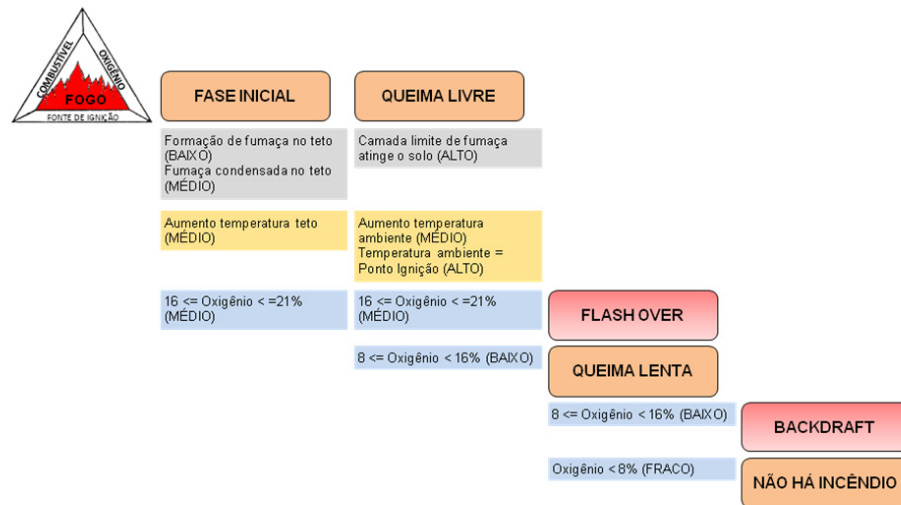 COMBUSTÍVEL
OXIGÊNIO
FOGO
FONTE DE IGNIÇÃO
FASE INICIAL
QUEIMA LIVRE
Formação de fumaça no teto
(BAIXO)
Fumaça condensada no teto
(MÉDIO)
Camada limite de fumaça
atinge o solo (ALTO)
Aumento temperatura teto
(MÉDIO)
Aumento temperatura
ambiente (MÉDIO)
Temperatura ambiente =
Ponto Ignição (ALTO)
16 <= Oxigênio < =21%
(MÉDIO)
16 <= Oxigênio < =21%
(MÉDIO)
FLASH OVER
8 <= Oxigênio < 16% (BAIXO)
QUEIMA LENTA
8 <= Oxigênio < 16% (BAIXO)
BACKDRAFT
Oxigênio < 8% (FRACO)
NÃO HÁ INCÊNDIO